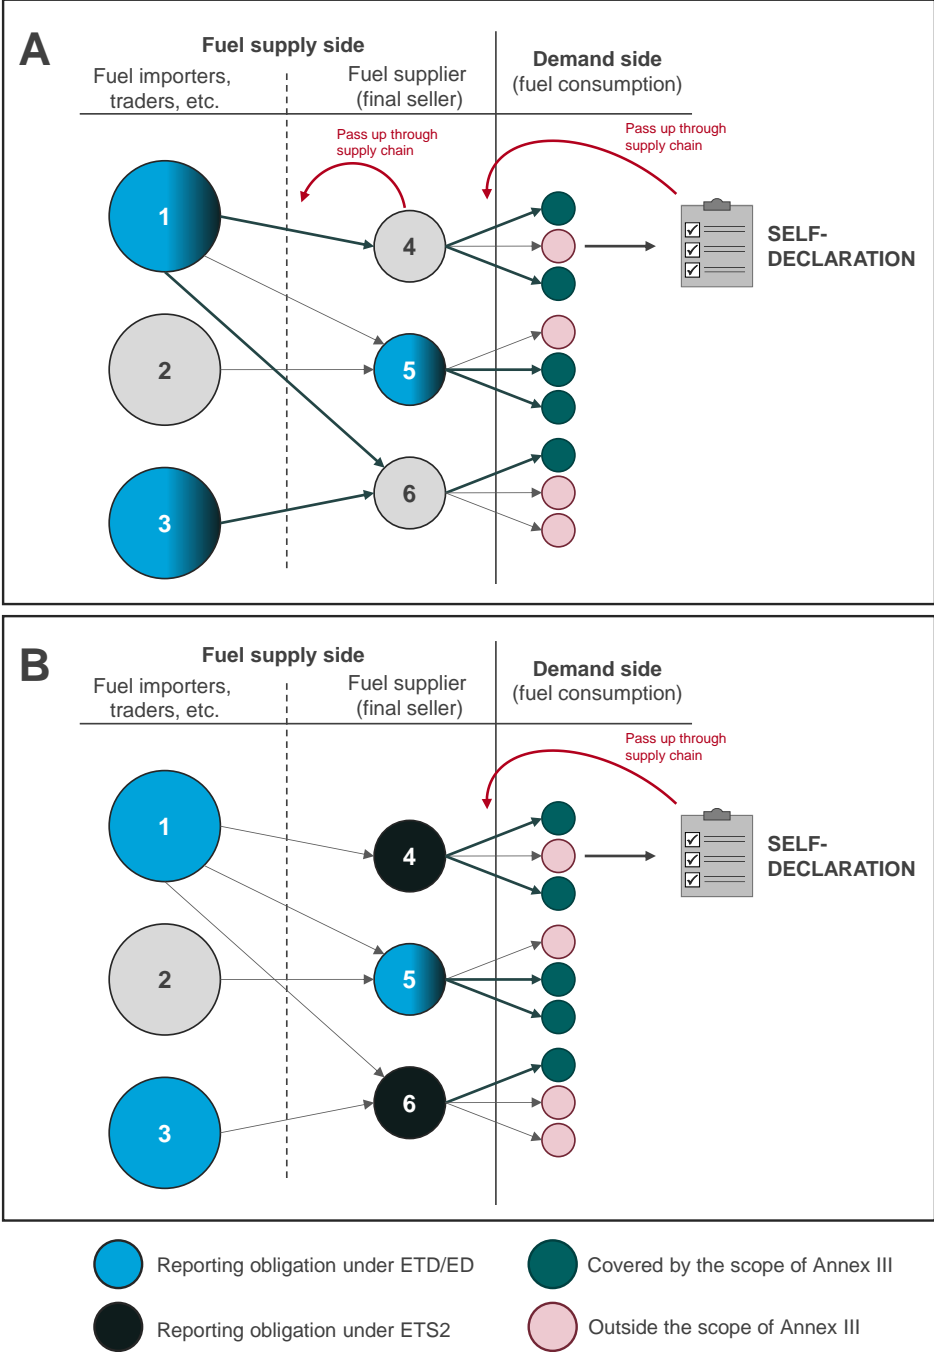 A
Fuel supply side
Fuel importers,
traders, etc.
Fuel supplier
(final seller)
Demand side
(fuel consumption)
Pass up through
supply chain
Pass up through
supply chain
1
2
3
4
5
6
SELF-
DECLARATION
B
Fuel supply side
Fuel importers,
traders, etc.
Fuel supplier
(final seller)
Demand side
(fuel consumption)
Pass up through
supply chain
1
2
3
4
5
6
SELF-
DECLARATION
Reporting obligation under ETD/ED
Covered by the scope of Annex III
Reporting obligation under ETS2
Outside the scope of Annex III